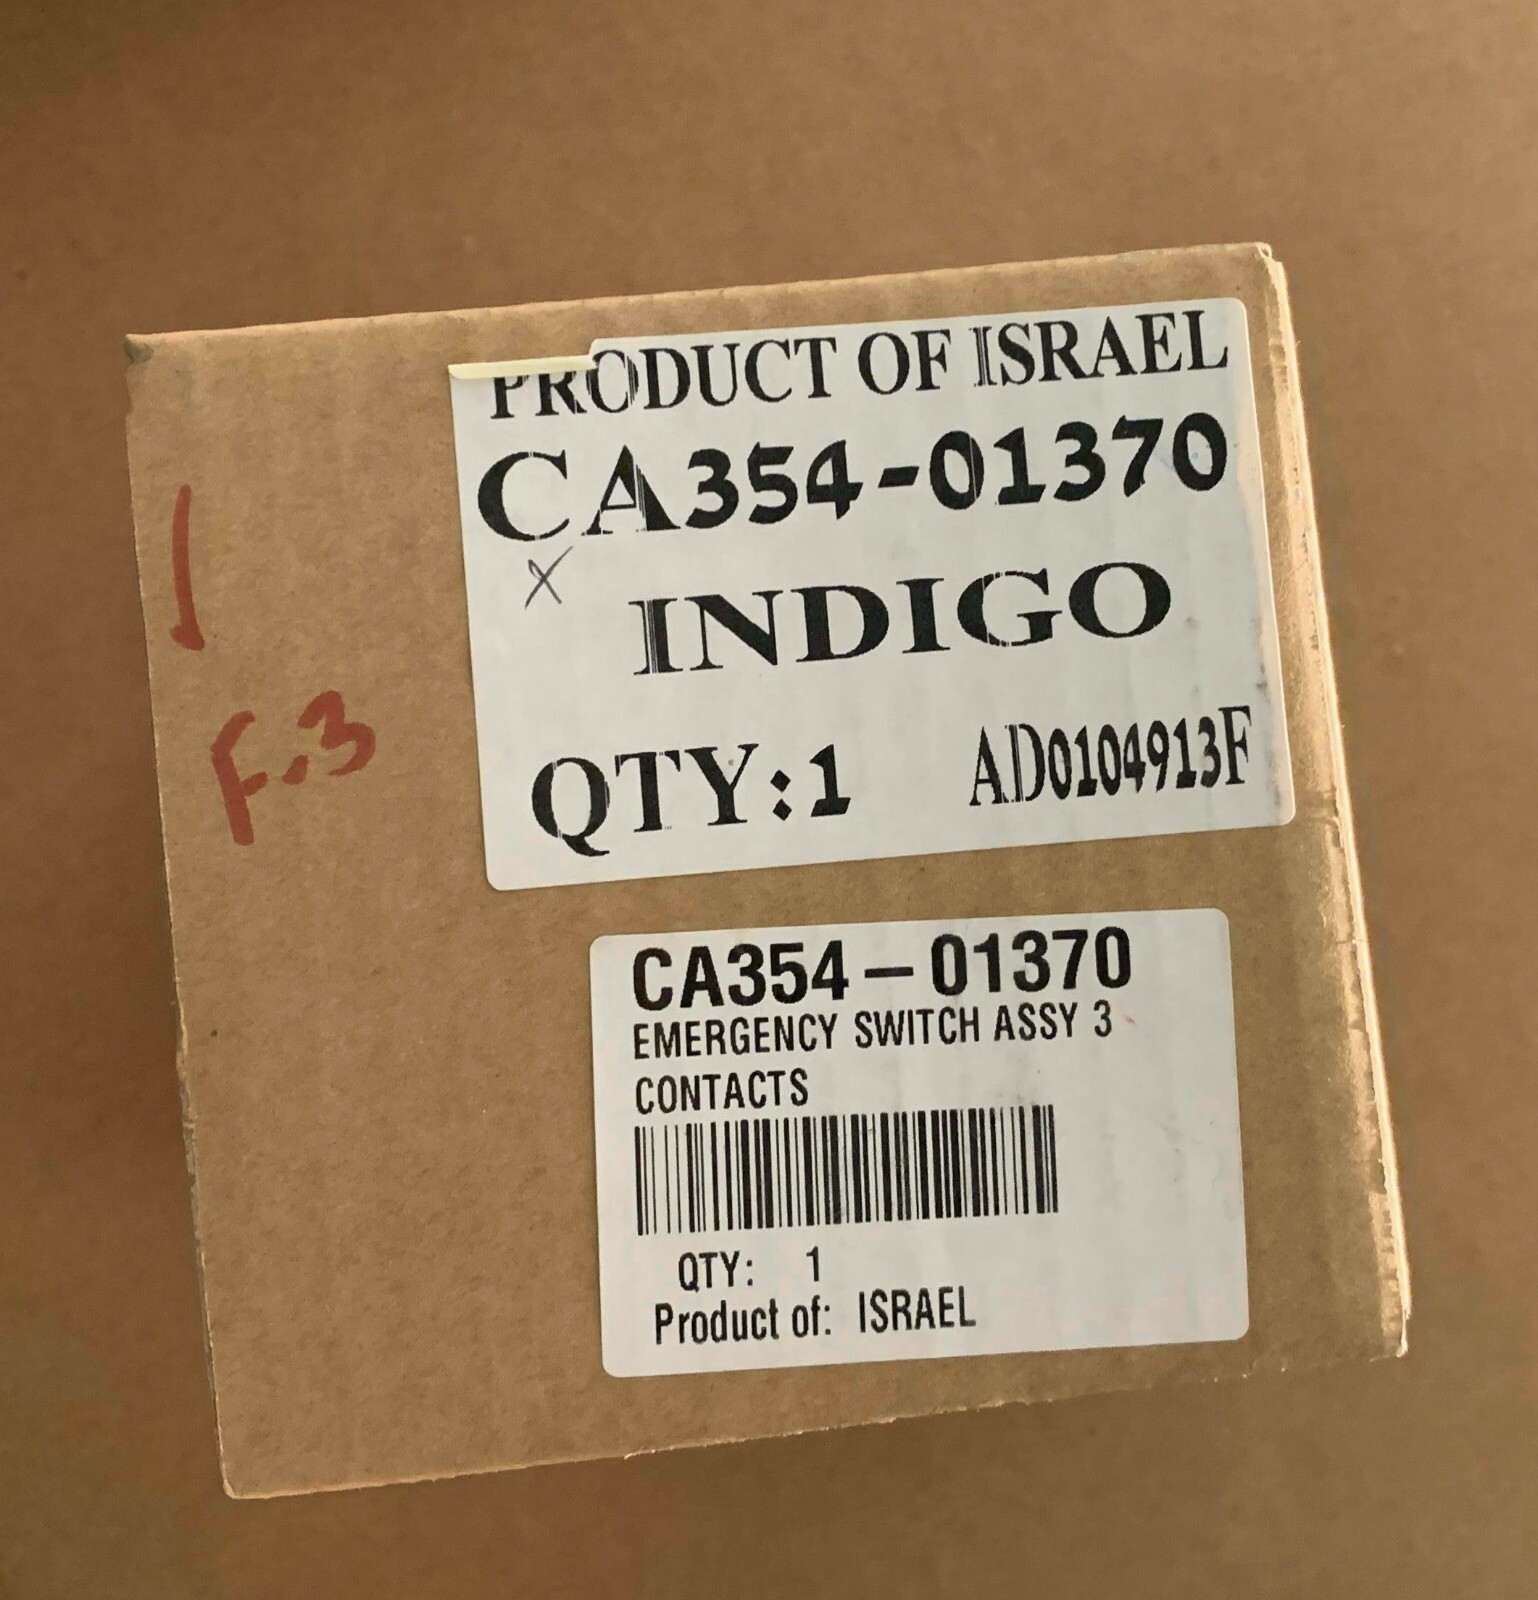 PRODUCT OF ISRAEL
CA354-01370
x
INDIGO
QTY:1 AD0104913F
F.3
CA354-01370
EMERGENCY SWITCH ASSY 3
CONTACTS
QTY: 1
Product of: ISRAEL